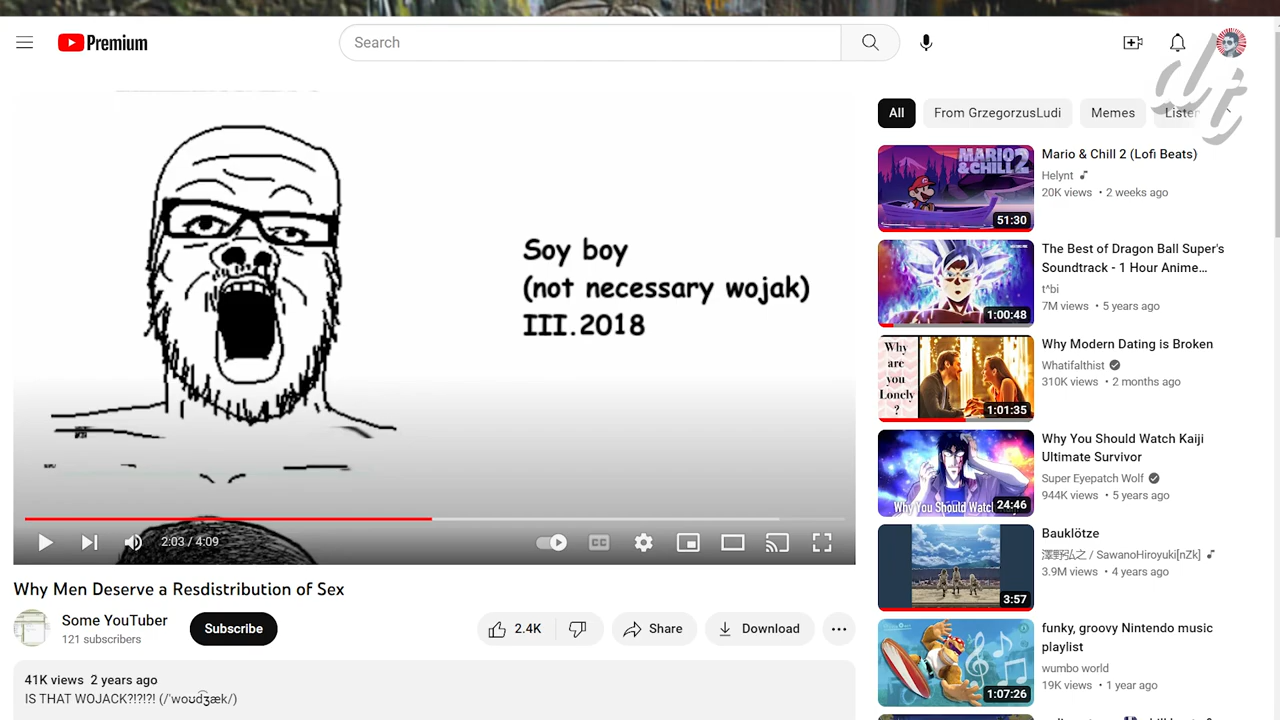 Premium
Search
dt
All
From GrzegorzusLudi
Memes
Listen
Soy boy
(not necessary wojak)
III.2018
2:03 / 4:09
CC
Why Men Deserve a Resdistribution of Sex
Some YouTuber
121 subscribers
Subscribe
2.4K
Share
Download
41K views 2 years ago
IS THAT WOJACK?!?!?! (/ˈwoʊd͡ʒæk/)
MARIO & CHILL 2
51:30
Mario & Chill 2 (Lofi Beats)
Helynt
20K views • 2 weeks ago
1:00:48
The Best of Dragon Ball Super's
Soundtrack - 1 Hour Anime…
t^bi
7M views • 5 years ago
Why
are
you
Lonely
?
1:01:35
Why Modern Dating is Broken
Whatifalthist
310K views • 2 months ago
Why You Should Watch
24:46
Why You Should Watch Kaiji
Ultimate Survivor
Super Eyepatch Wolf
944K views • 5 years ago
3:57
Bauklötze
澤野弘之 / SawanoHiroyuki[nZk]
3.9M views • 4 years ago
1:07:26
funky, groovy Nintendo music
playlist
wumbo world
19K views • 1 year ago